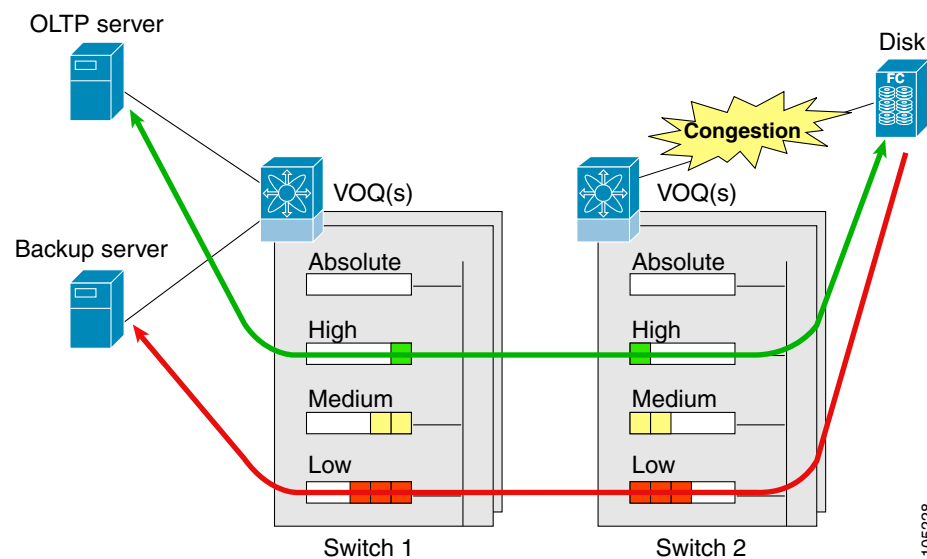 OLTP server
Disk
FC
Congestion
VOQ(s)
VOQ(s)
Backup server
Absolute
Absolute
High
High
Medium
Medium
Low
Low
Switch 1
Switch 2
105228